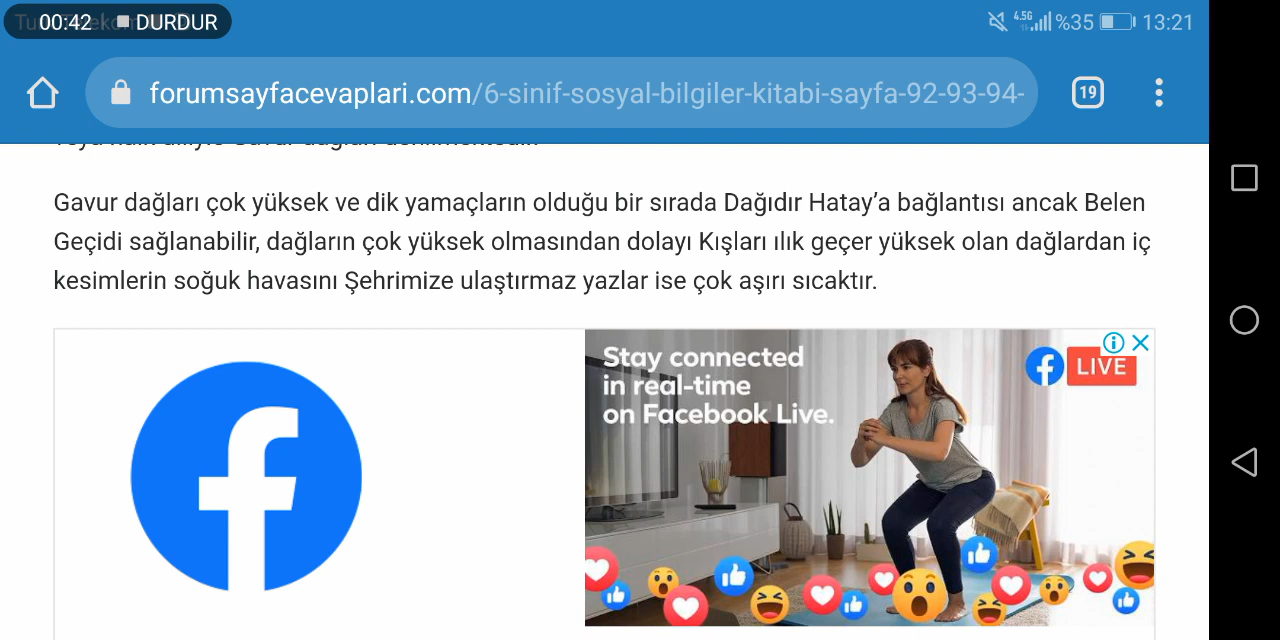 00:42 DURDUR
4.5G %35 13:21
forumsayfacevaplari.com/6-sinif-sosyal-bilgiler-kitabi-sayfa-92-93-94-
19
Gavur dağları çok yüksek ve dik yamaçların olduğu bir sırada Dağıdır Hatay’a bağlantısı ancak Belen
Geçidi sağlanabilir, dağların çok yüksek olmasından dolayı Kışları ılık geçer yüksek olan dağlardan iç
kesimlerin soğuk havasını Şehrimize ulaştırmaz yazlar ise çok aşırı sıcaktır.
Stay connected
in real-time
on Facebook Live.
LIVE